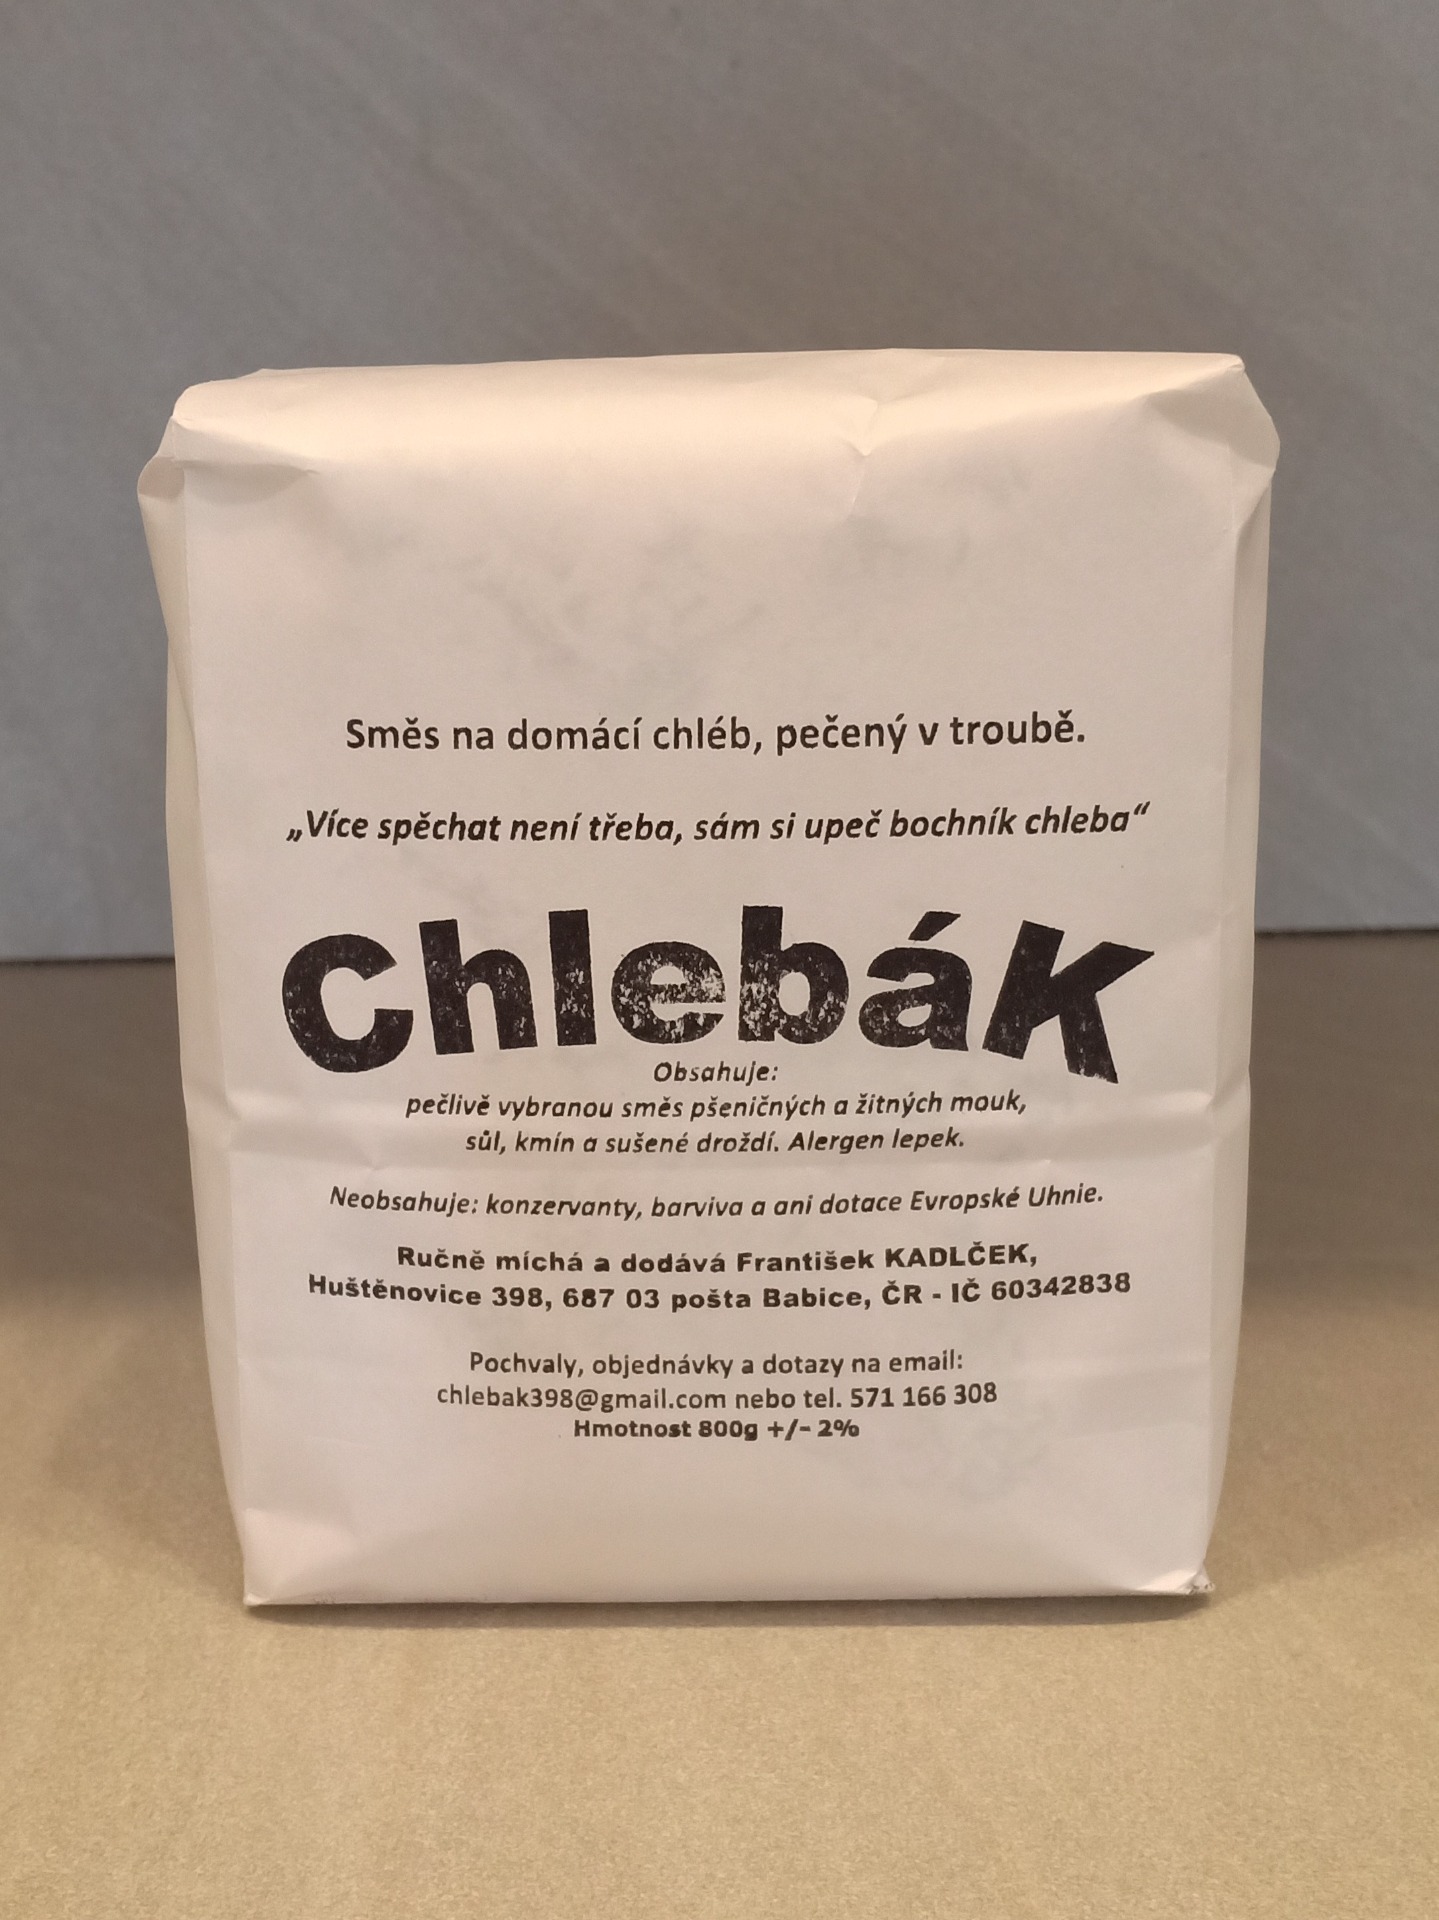 Směs na domácí chléb, pečený v troubě.
„Více spěchat není třeba, sám si upeč bochník chleba“
Chlebák
Obsahuje:
pečlivě vybranou směs pšeničných a žitných mouk,
sůl, kmín a sušené droždí. Alergen lepek.
Neobsahuje: konzervanty, barviva a ani dotace Evropské Uhnie.
Ručně míchá a dodává František KADLČEK,
Huštěnovice 398, 687 03 pošta Babice, ČR - IČ 60342838
Pochvaly, objednávky a dotazy na email:
chlebak398@gmail.com nebo tel. 571 166 308
Hmotnost 800g +/- 2%